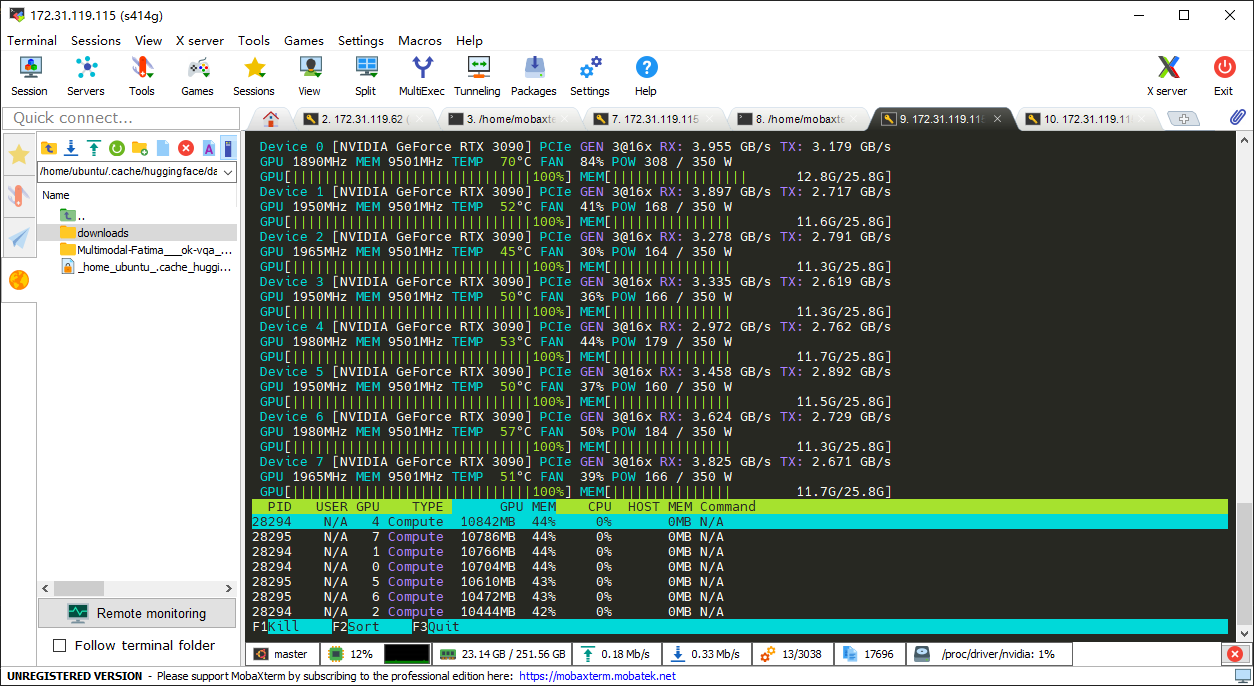 172.31.119.115 (s414g)
Terminal Sessions View X server Tools Games Settings Macros Help
Session Servers Tools Games Sessions View Split MultiExec Tunneling Packages Settings Help X server Exit
Quick connect...
2. 172.31.119.62 (
3. /home/mobaxte
7. 172.31.119.115
8. /home/mobaxte
9. 172.31.119.11
10. 172.31.119.11
/home/ubuntu/.cache/huggingface/da
Name
..
downloads
Multimodal-Fatima___ok-vqa_...
_home_ubuntu_.cache_huggi...
Remote monitoring
Follow terminal folder
Device 0 [NVIDIA GeForce RTX 3090] PCIe GEN 3@16x RX: 3.955 GB/s TX: 3.179 GB/s
GPU 1890MHz MEM 9501MHz TEMP 70°C FAN 84% POW 308 / 350 W
GPU[||||||||||||||||||||||||||||||100%] MEM[||||||||||||||||| 12.8G/25.8G]
Device 1 [NVIDIA GeForce RTX 3090] PCIe GEN 3@16x RX: 3.897 GB/s TX: 2.717 GB/s
GPU 1950MHz MEM 9501MHz TEMP 52°C FAN 41% POW 168 / 350 W
GPU[||||||||||||||||||||||||||||||100%] MEM[||||||||||||||| 11.6G/25.8G]
Device 2 [NVIDIA GeForce RTX 3090] PCIe GEN 3@16x RX: 3.278 GB/s TX: 2.791 GB/s
GPU 1965MHz MEM 9501MHz TEMP 45°C FAN 30% POW 164 / 350 W
GPU[||||||||||||||||||||||||||||||100%] MEM[||||||||||||||| 11.3G/25.8G]
Device 3 [NVIDIA GeForce RTX 3090] PCIe GEN 3@16x RX: 3.335 GB/s TX: 2.619 GB/s
GPU 1950MHz MEM 9501MHz TEMP 50°C FAN 36% POW 166 / 350 W
GPU[||||||||||||||||||||||||||||||100%] MEM[||||||||||||||| 11.3G/25.8G]
Device 4 [NVIDIA GeForce RTX 3090] PCIe GEN 3@16x RX: 2.972 GB/s TX: 2.762 GB/s
GPU 1980MHz MEM 9501MHz TEMP 53°C FAN 44% POW 179 / 350 W
GPU[||||||||||||||||||||||||||||||100%] MEM[||||||||||||||| 11.7G/25.8G]
Device 5 [NVIDIA GeForce RTX 3090] PCIe GEN 3@16x RX: 3.458 GB/s TX: 2.892 GB/s
GPU 1950MHz MEM 9501MHz TEMP 50°C FAN 37% POW 160 / 350 W
GPU[||||||||||||||||||||||||||||||100%] MEM[||||||||||||||| 11.5G/25.8G]
Device 6 [NVIDIA GeForce RTX 3090] PCIe GEN 3@16x RX: 3.624 GB/s TX: 2.729 GB/s
GPU 1980MHz MEM 9501MHz TEMP 57°C FAN 50% POW 184 / 350 W
GPU[||||||||||||||||||||||||||||||100%] MEM[||||||||||||||| 11.3G/25.8G]
Device 7 [NVIDIA GeForce RTX 3090] PCIe GEN 3@16x RX: 3.825 GB/s TX: 2.671 GB/s
GPU 1965MHz MEM 9501MHz TEMP 51°C FAN 39% POW 166 / 350 W
GPU[||||||||||||||||||||||||||||||100%] MEM[||||||||||||||| 11.7G/25.8G]
PID USER GPU TYPE GPU MEM CPU HOST MEM Command
28294 N/A 4 Compute 10842MB 44% 0% 0MB N/A
28295 N/A 7 Compute 10786MB 44% 0% 0MB N/A
28294 N/A 1 Compute 10766MB 44% 0% 0MB N/A
28294 N/A 0 Compute 10704MB 44% 0% 0MB N/A
28295 N/A 5 Compute 10610MB 43% 0% 0MB N/A
28295 N/A 6 Compute 10472MB 43% 0% 0MB N/A
28294 N/A 2 Compute 10444MB 42% 0% 0MB N/A
F1Kill F2Sort F3Quit
master 12% 23.14 GB / 251.56 GB 0.18 Mb/s 0.33 Mb/s 13/3038 17696 /proc/driver/nvidia: 1%
UNREGISTERED VERSION - Please support MobaXterm by subscribing to the professional edition here: https://mobaxterm.mobatek.net